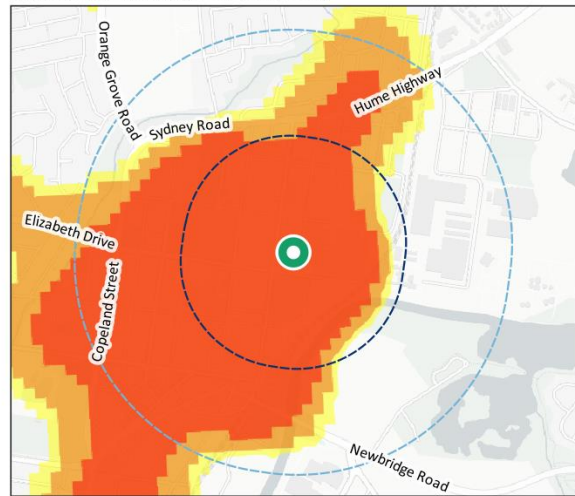 Orange Grove Road
Hume Highway
Sydney Road
Elizabeth Drive
Copeland Street
Newbridge Road